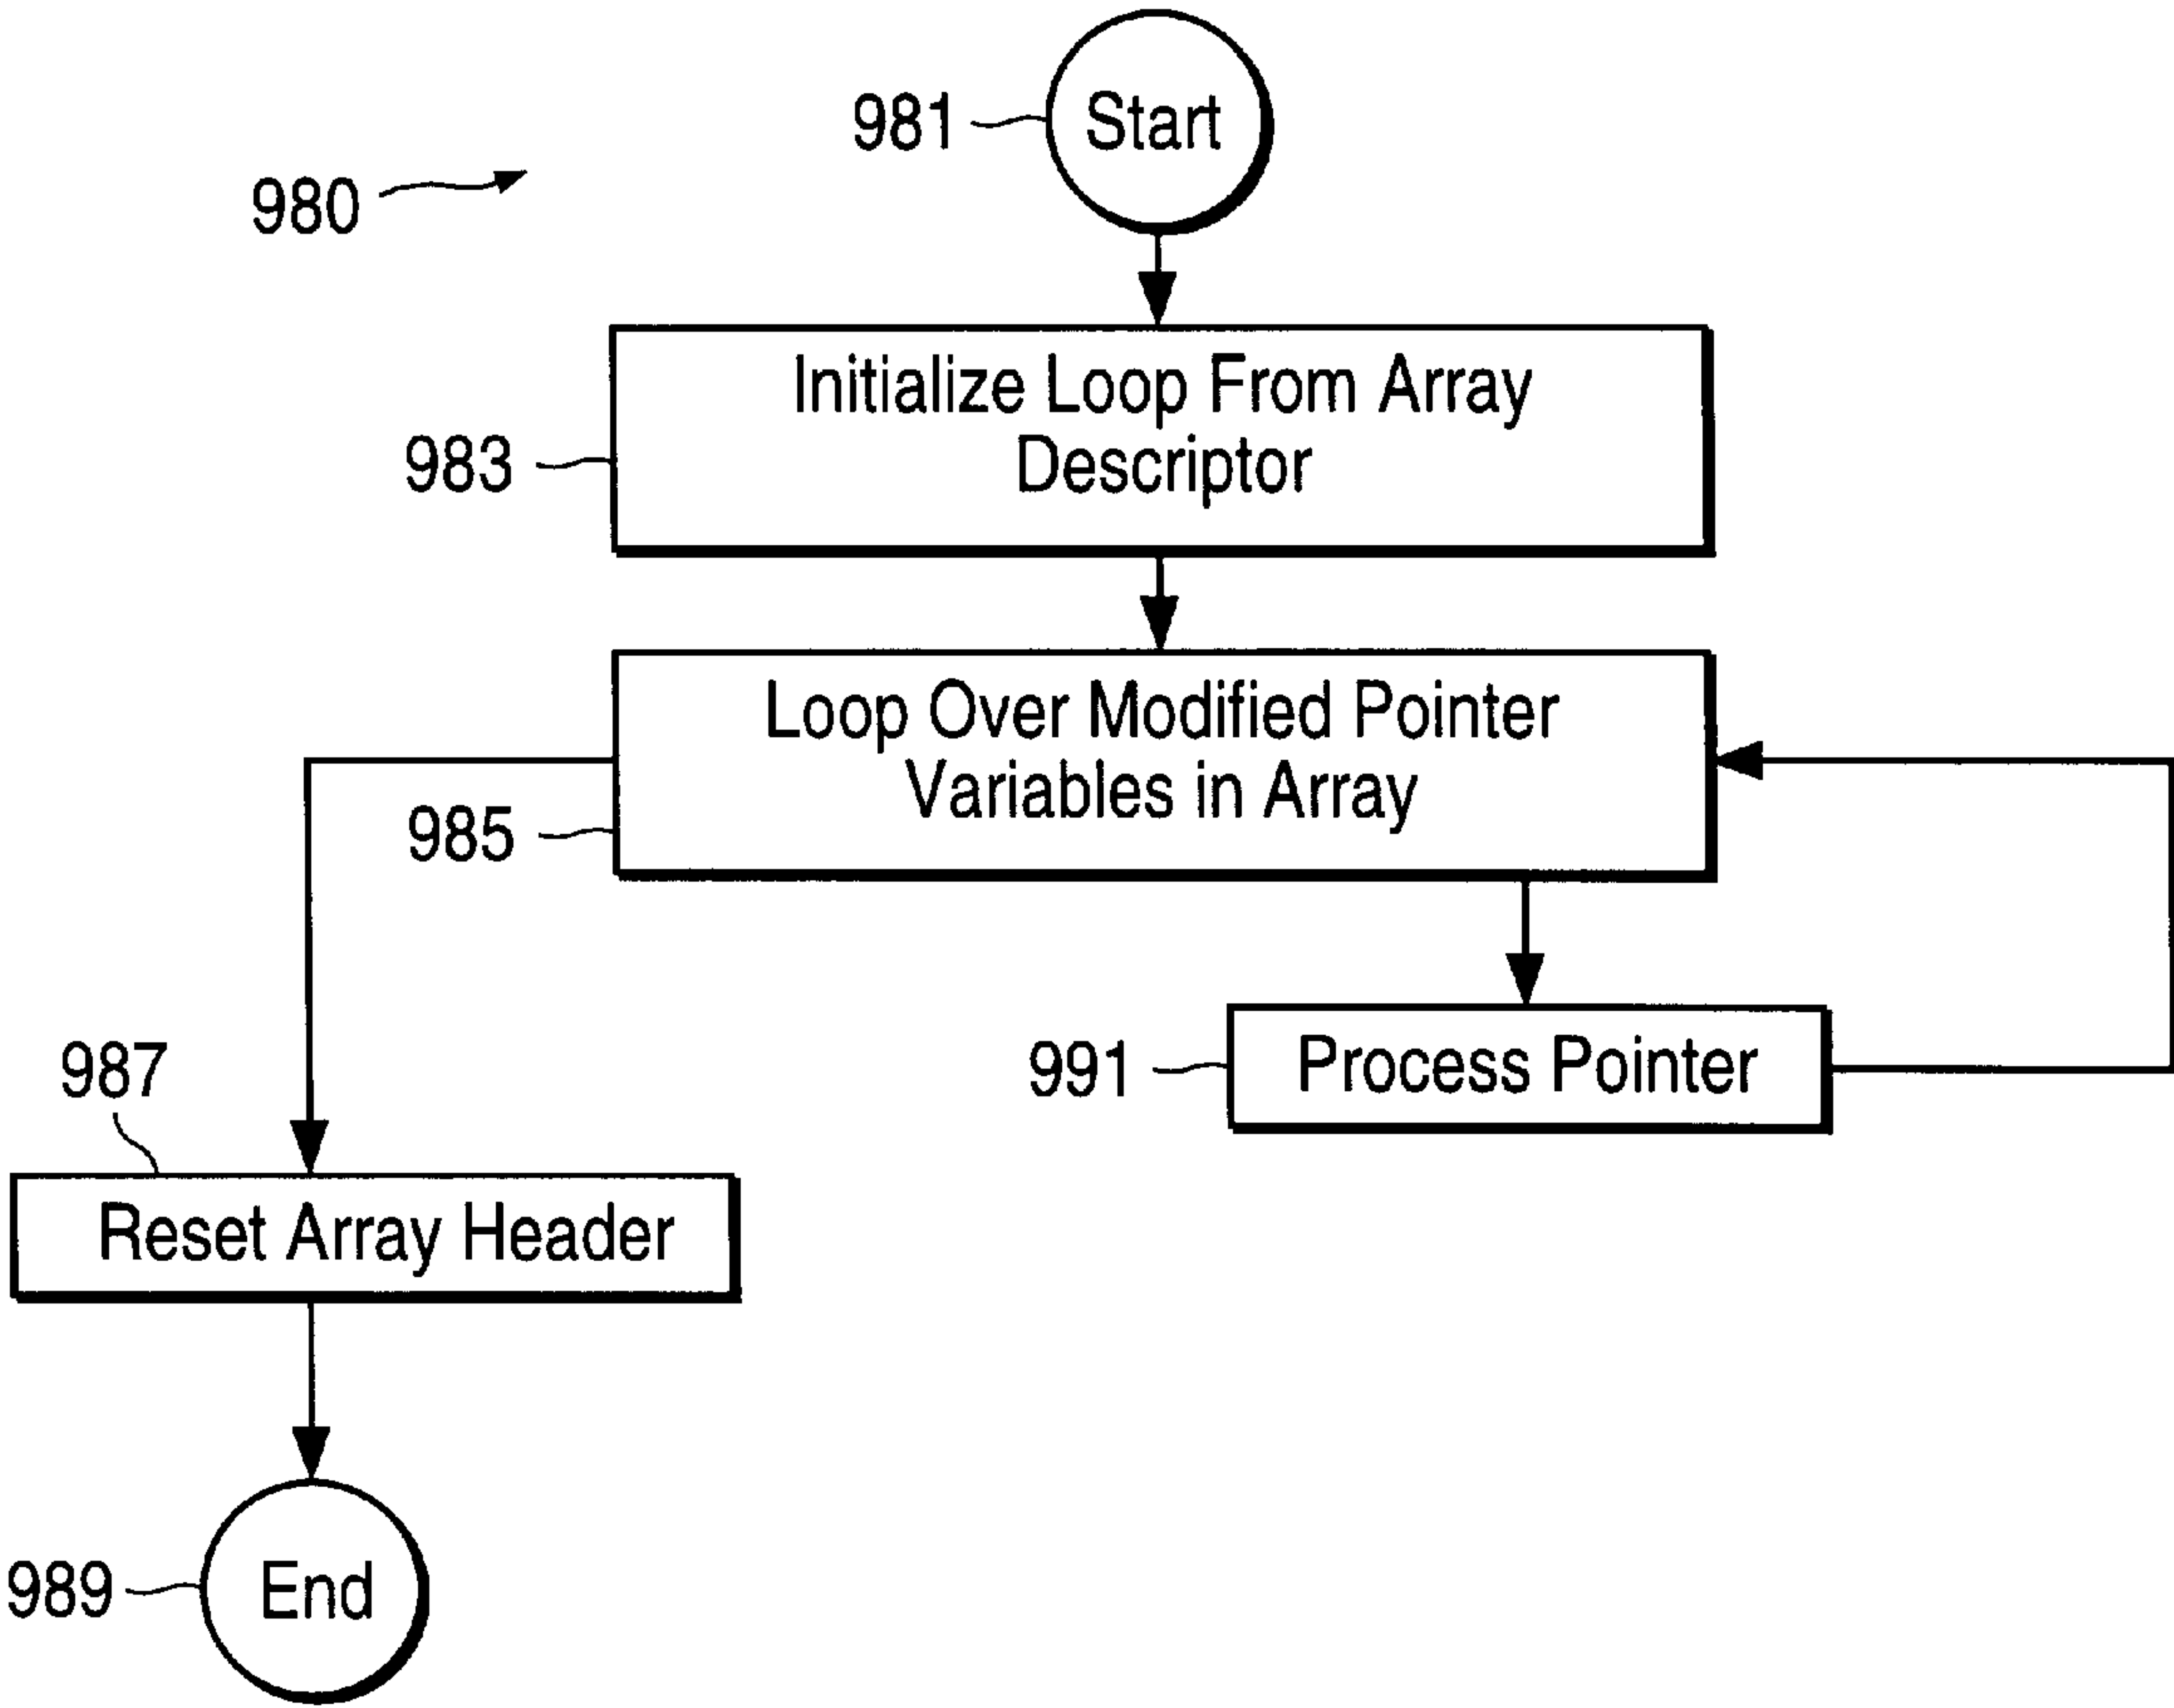 981
Start
980
Initialize Loop From Array
Descriptor
983
Loop Over Modified Pointer
Variables in Array
985
987
991
Process Pointer
Reset Array Header
989
End